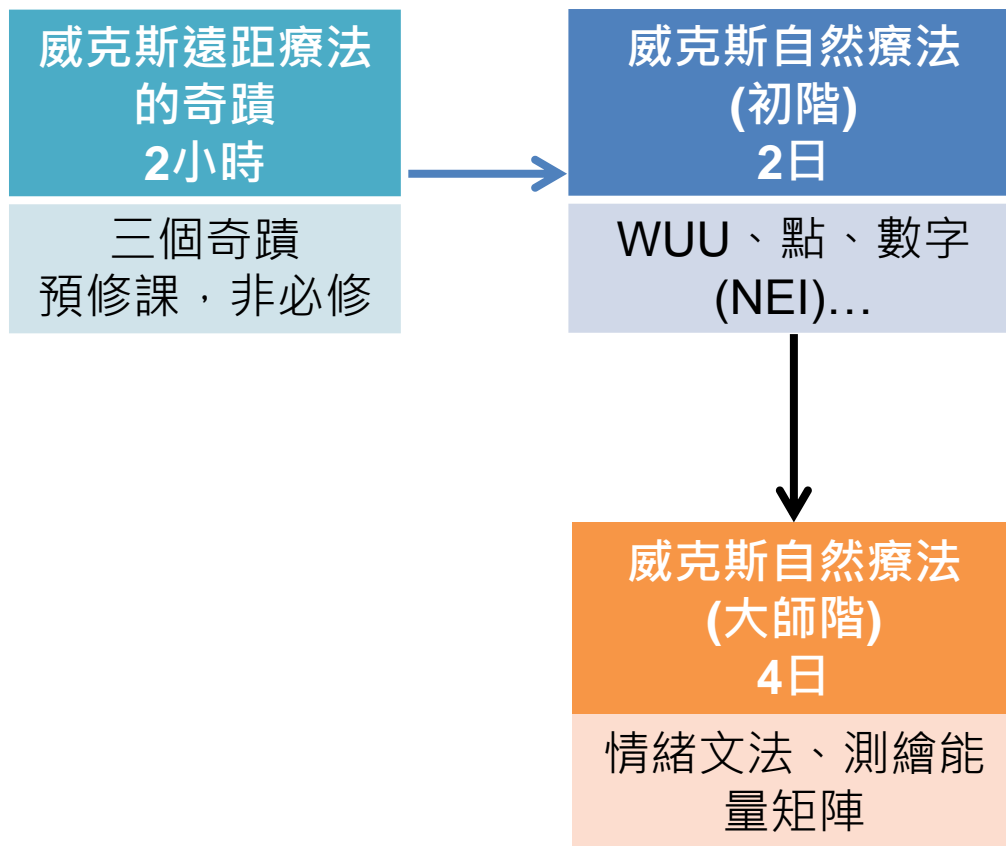 威克斯遠距療法
的奇蹟
2小時
三個奇蹟
預修課，非必修
威克斯自然療法
(初階)
2日
WUU、點、數字
(NEI)…
威克斯自然療法
(大師階)
4日
情緒文法、測繪能
量矩陣